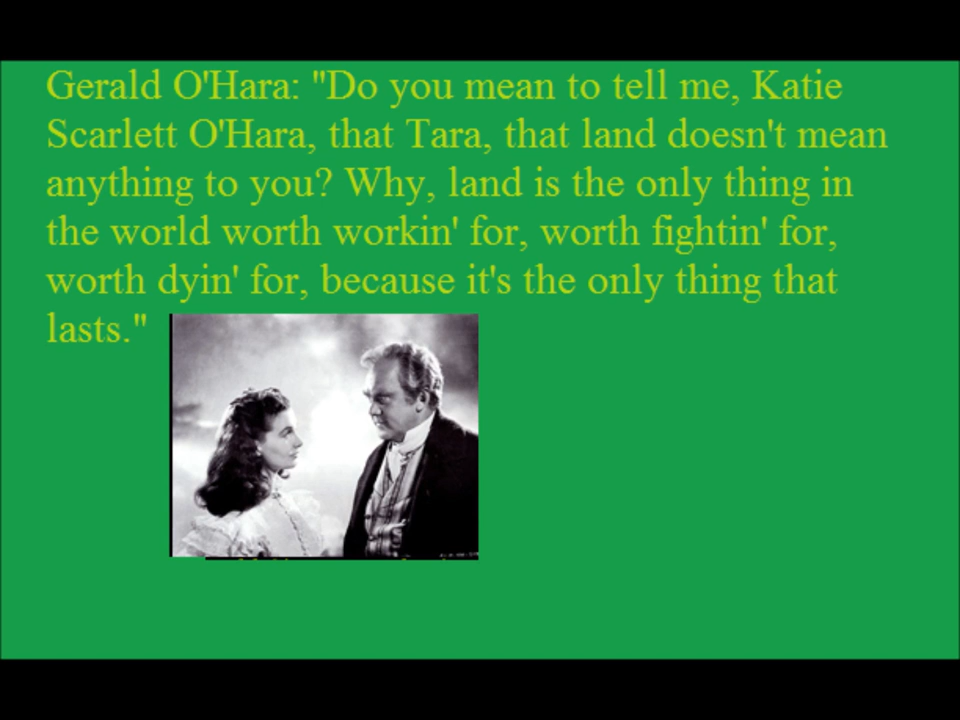 Gerald O'Hara: "Do you mean to tell me, Katie
Scarlett O'Hara, that Tara, that land doesn't mean
anything to you? Why, land is the only thing in
the world worth workin' for, worth fightin' for,
worth dyin' for, because it's the only thing that
lasts."